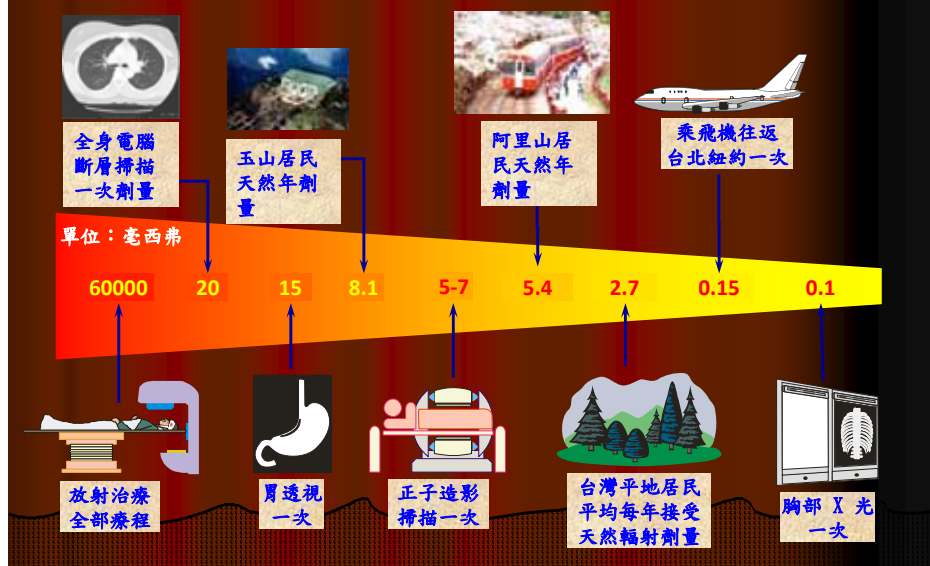 全身電腦
斷層掃描
一次劑量
玉山居民
天然年劑
量
阿里山居
民天然年
劑量
乘飛機往返
台北紐約一次
單位：毫西弗
60000
20
15
8.1
5-7
5.4
2.7
0.15
0.1
放射治療
全部療程
胃透視
一次
正子造影
掃描一次
台灣平地居民
平均每年接受
天然輻射劑量
胸部 X 光
一次